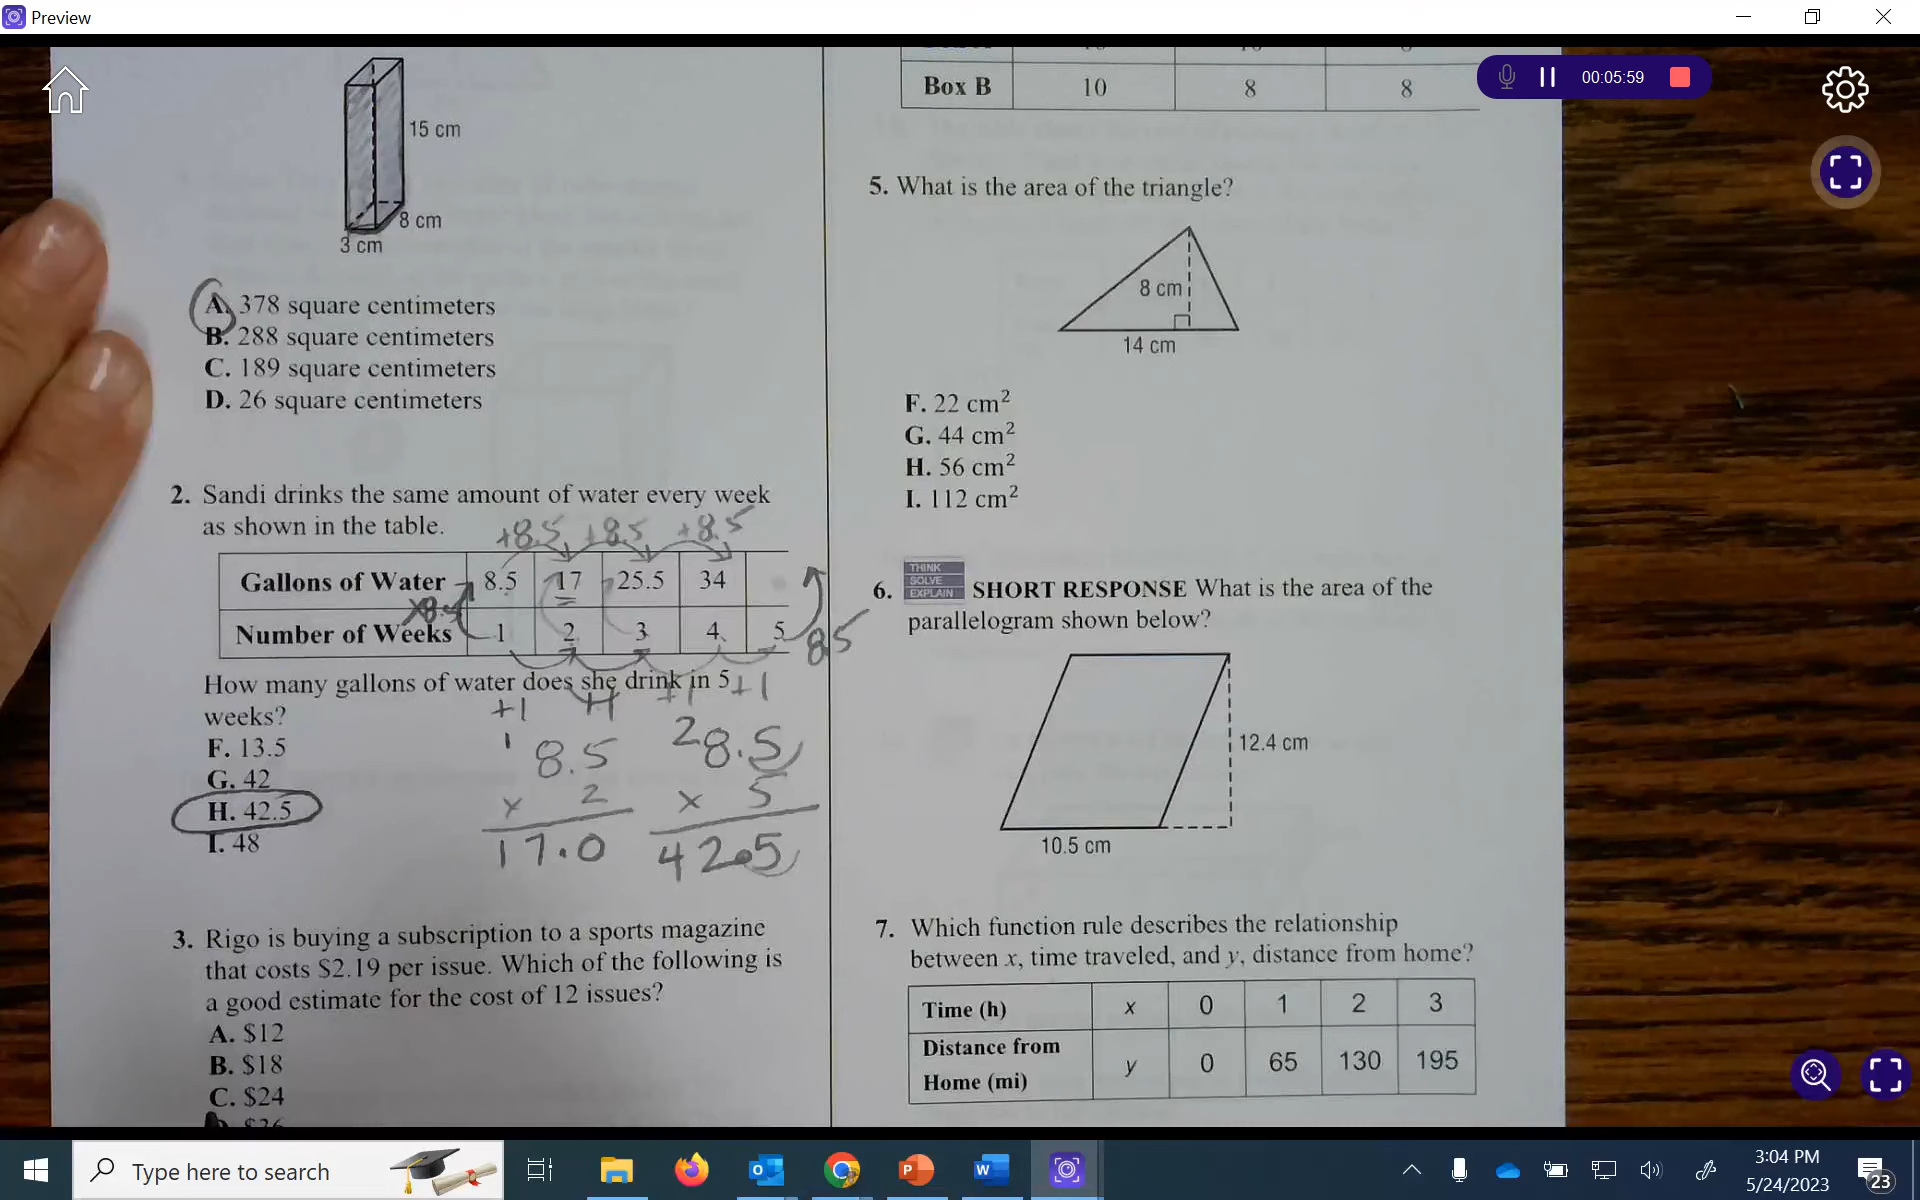 Preview
00:05:59
15 cm
8 cm
3 cm
A. 378 square centimeters
B. 288 square centimeters
C. 189 square centimeters
D. 26 square centimeters
2. Sandi drinks the same amount of water every week
as shown in the table.
+8.5 +8.5 +8.5
Gallons of Water 8.5 17 25.5 34
x8.5
Number of Weeks 1 2 3 4 5
8.5
How many gallons of water does she drink in 5
weeks?
+1 +1 +1 +1
F. 13.5
G. 42
H. 42.5
I. 48
1
8.5
x 2
17.0
2
8.5
x 5
42.5
3. Rigo is buying a subscription to a sports magazine
that costs $2.19 per issue. Which of the following is
a good estimate for the cost of 12 issues?
A. $12
B. $18
C. $24
Box B 10 8 8
5. What is the area of the triangle?
8 cm
14 cm
F. 22 cm²
G. 44 cm²
H. 56 cm²
I. 112 cm²
6. THINK SOLVE EXPLAIN SHORT RESPONSE What is the area of the
parallelogram shown below?
12.4 cm
10.5 cm
7. Which function rule describes the relationship
between x, time traveled, and y, distance from home?
Time (h) x 0 1 2 3
Distance from
Home (mi) y 0 65 130 195
Type here to search
3:04 PM
5/24/2023
23